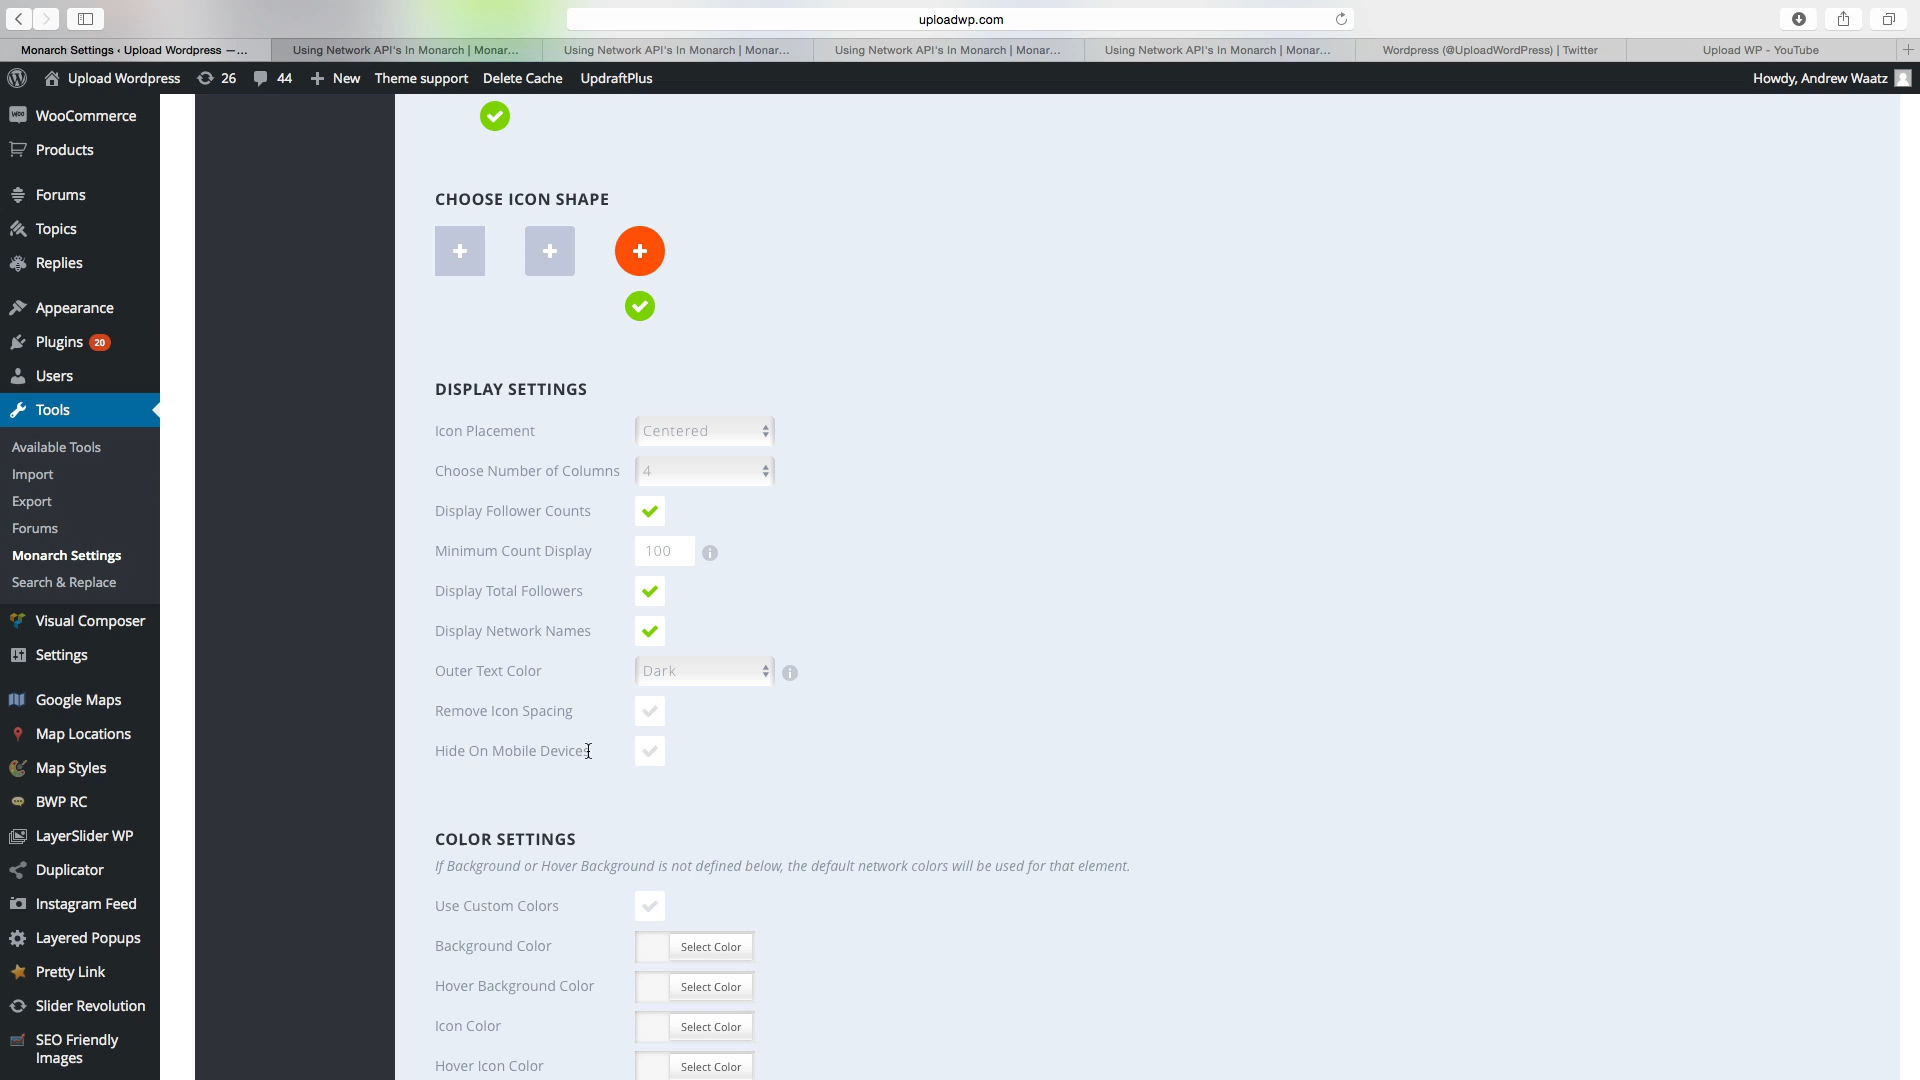 uploadwp.com
Monarch Settings ‹ Upload Wordpress —...
Using Network API's In Monarch | Monar...
Using Network API's In Monarch | Monar...
Using Network API's In Monarch | Monar...
Using Network API's In Monarch | Monar...
Wordpress (@UploadWordPress) | Twitter
Upload WP - YouTube
Upload Wordpress
26
44
New
Theme support
Delete Cache
UpdraftPlus
Howdy, Andrew Waatz
WooCommerce
Products
Forums
Topics
Replies
Appearance
Plugins 20
Users
Tools
Available Tools
Import
Export
Forums
Monarch Settings
Search & Replace
Visual Composer
Settings
Google Maps
Map Locations
Map Styles
BWP RC
LayerSlider WP
Duplicator
Instagram Feed
Layered Popups
Pretty Link
Slider Revolution
SEO Friendly
Images
CHOOSE ICON SHAPE
DISPLAY SETTINGS
Icon Placement Centered
Choose Number of Columns 4
Display Follower Counts
Minimum Count Display 100
Display Total Followers
Display Network Names
Outer Text Color Dark
Remove Icon Spacing
Hide On Mobile Devices
COLOR SETTINGS
If Background or Hover Background is not defined below, the default network colors will be used for that element.
Use Custom Colors
Background Color Select Color
Hover Background Color Select Color
Icon Color Select Color
Hover Icon Color Select Color